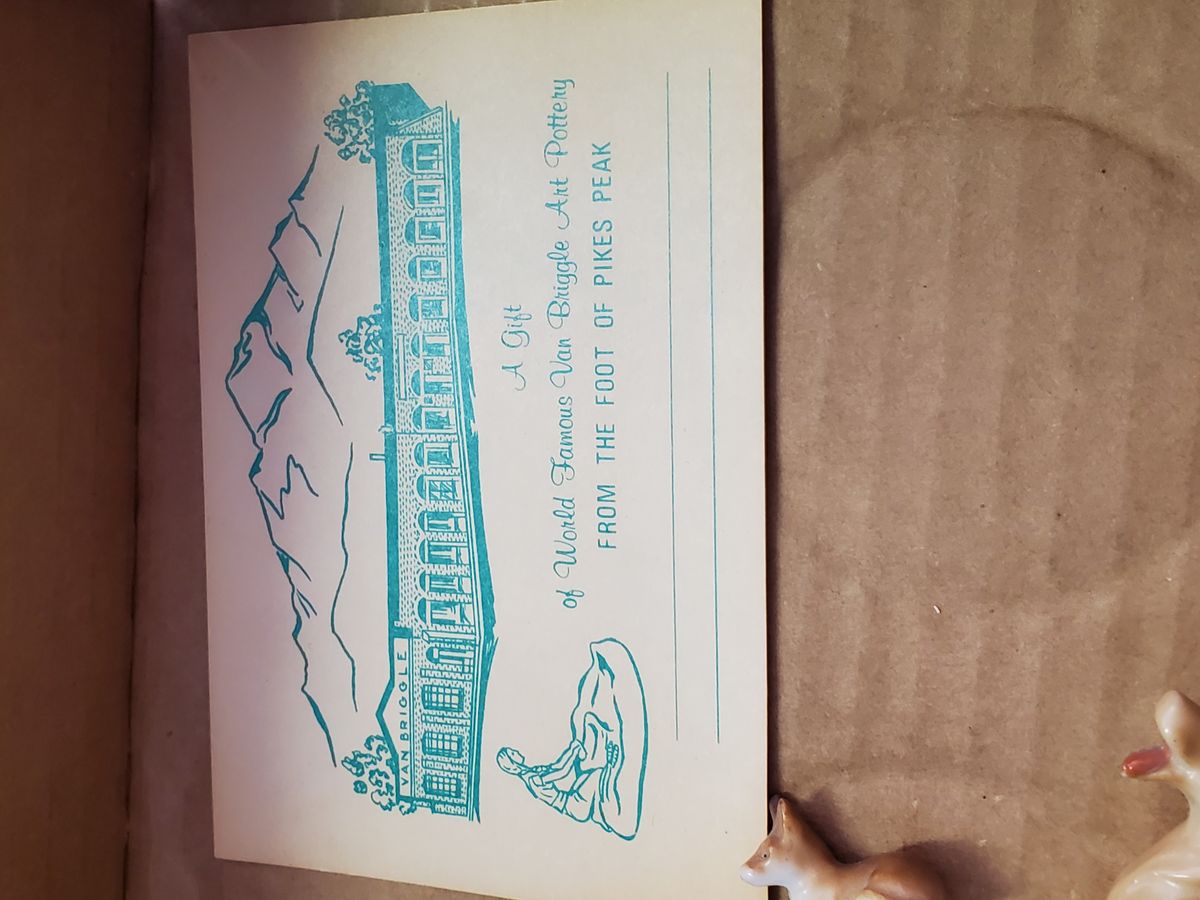 VAN BRIGGLE
A Gift
of World Famous Van Briggle Art Pottery
FROM THE FOOT OF PIKES PEAK